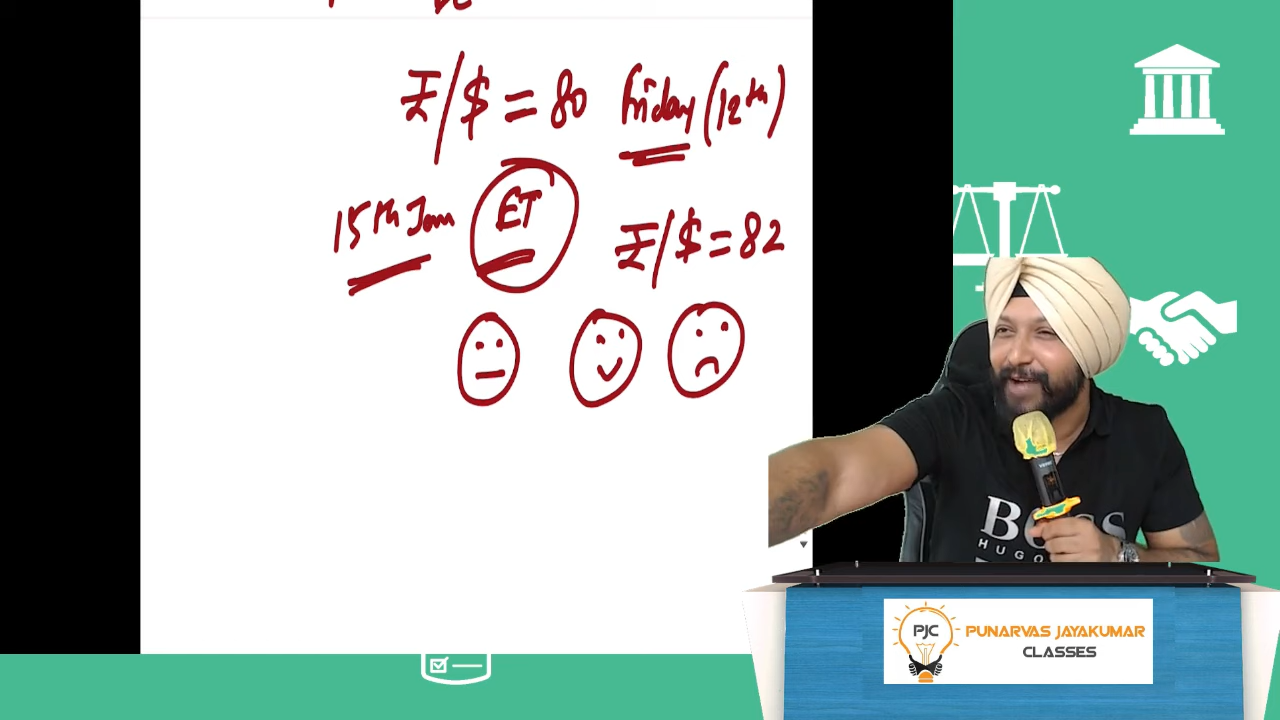 ₹/$ = 80 Friday (12th)
15th Jan ET ₹/$ = 82
BOSS
HUGO
PJC
PUNARVAS JAYAKUMAR
CLASSES